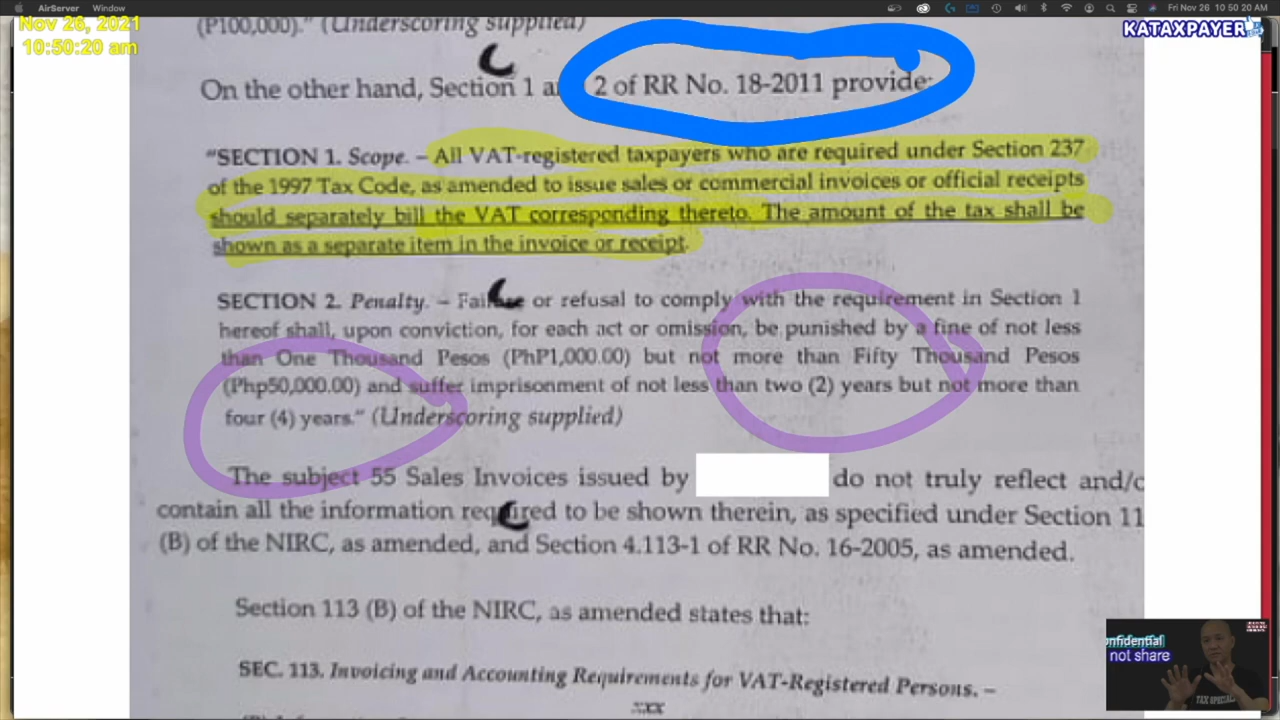 AirServer Window
Fri Nov 26 10 50 20 AM
Nov 26, 2021
10:50:20 am
KATAXPAYER
(P100,000)." (Underscoring supplied)
On the other hand, Section 1 2 of RR No. 18-2011 provide:
"SECTION 1. Scope. – All VAT-registered taxpayers who are required under Section 237
of the 1997 Tax Code, as amended to issue sales or commercial invoices or official receipts
should separately bill the VAT corresponding thereto. The amount of the tax shall be
shown as a separate item in the invoice or receipt.
SECTION 2. Penalty. – Failure or refusal to comply with the requirement in Section 1
hereof shall, upon conviction, for each act or omission, be punished by a fine of not less
than One Thousand Pesos (PhP1,000.00) but not more than Fifty Thousand Pesos
(Php50,000.00) and suffer imprisonment of not less than two (2) years but not more than
four (4) years." (Underscoring supplied)
The subject 55 Sales Invoices issued by do not truly reflect and/o
contain all the information required to be shown therein, as specified under Section 11
(B) of the NIRC, as amended, and Section 4.113-1 of RR No. 16-2005, as amended.
Section 113 (B) of the NIRC, as amended states that:
SEC. 113. Invoicing and Accounting Requirements for VAT-Registered Persons. –
xxx
onfidential
not share